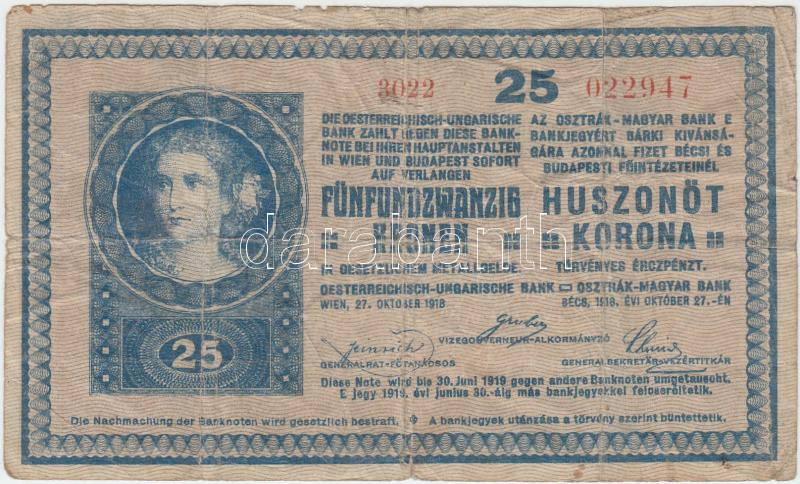 3022 25 022947
DIE OESTERREICHISCH-UNGARISCHE
BANK ZAHLT GEGEN DIESE BANK-
NOTE BEI IHREN HAUPTANSTALTEN
IN WIEN UND BUDAPEST SOFORT
AUF VERLANGEN
FÜNFUNDZWANZIG
KRONEN
IN GESETZLICHEM METALLGELDE.
OESTERREICHISCH-UNGARISCHE BANK
WIEN, 27. OKTOBER 1918
AZ OSZTRÁK-MAGYAR BANK E
BANKJEGYÉRT BÁRKI KIVÁNSÁ-
GÁRA AZONNAL FIZET BÉCSI ÉS
BUDAPESTI FŐINTÉZETEINÉL
HUSZONÖT
KORONA
TÖRVÉNYES ÉRCZPÉNZT.
OSZTRÁK-MAGYAR BANK
BÉCS, 1918. ÉVI OKTÓBER 27.-ÉN
darabanth
25
Gruber
VIZEGOUVERNEUR-ALKORMÁNYZÓ
GENERALRAT-FŐTANÁCSOS
GENERALSEKRETÄR-VEZÉRTITKÁR
Diese Note wird bis 30. Juni 1919 gegen andere Banknoten umgetauscht.
E jegy 1919. évi junius 30.-áig más bankjegyekkel felcseréltetik.
Die Nachmachung der Banknoten wird gesetzlich bestraft. A bankjegyek utánzása a törvény szerint büntettetik.